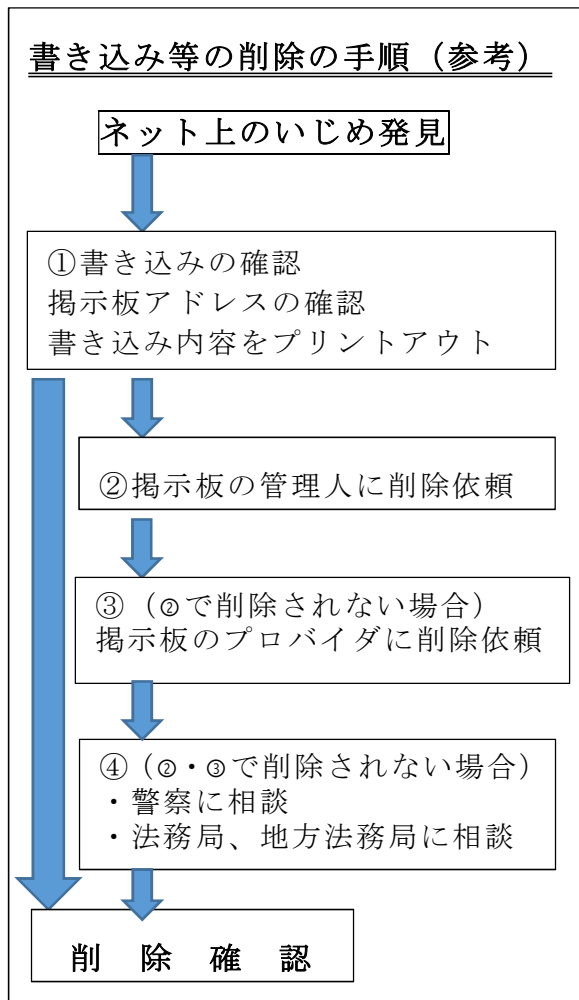 書き込み等の削除の手順（参考）
ネット上のいじめ発見
①書き込みの確認
掲示板アドレスの確認
書き込み内容をプリントアウト
②掲示板の管理人に削除依頼
③（②で削除されない場合）
掲示板のプロバイダに削除依頼
④（②・③で削除されない場合）
・警察に相談
・法務局、地方法務局に相談
削 除 確 認